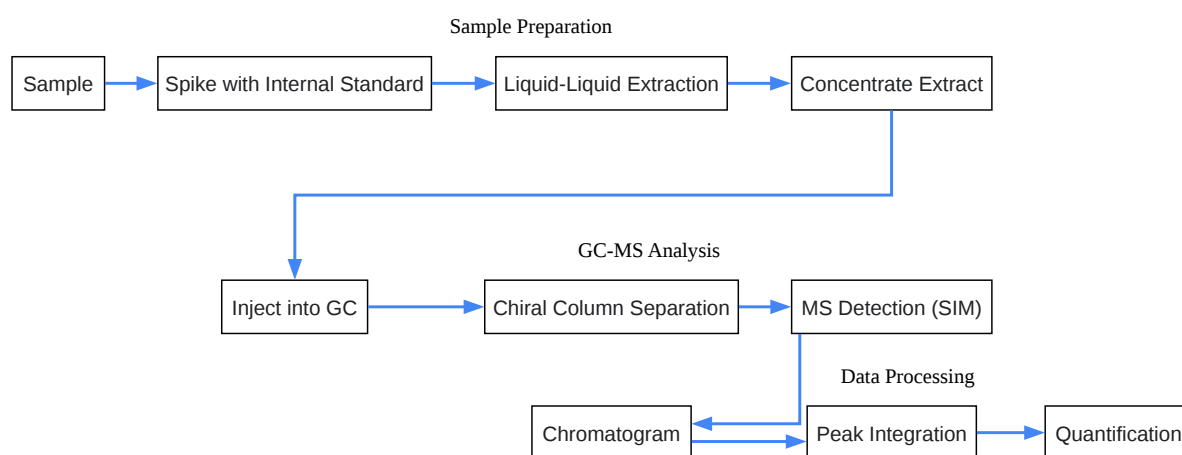 Sample Preparation
Sample
Spike with Internal Standard
Liquid-Liquid Extraction
Concentrate Extract
GC-MS Analysis
Inject into GC
Chiral Column Separation
MS Detection (SIM)
Data Processing
Chromatogram
Peak Integration
Quantification